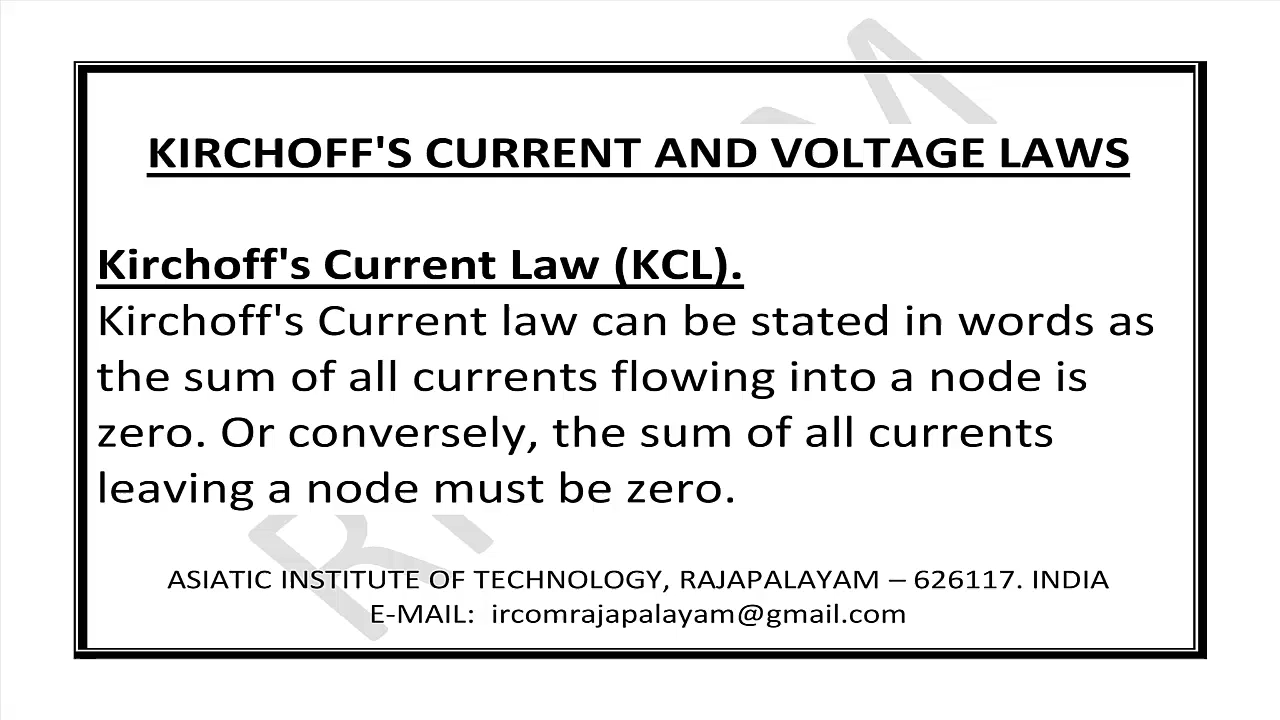 KIRCHOFF'S CURRENT AND VOLTAGE LAWS
Kirchoff's Current Law (KCL).
Kirchoff's Current law can be stated in words as
the sum of all currents flowing into a node is
zero. Or conversely, the sum of all currents
leaving a node must be zero.
ASIATIC INSTITUTE OF TECHNOLOGY, RAJAPALAYAM – 626117. INDIA
E-MAIL:  ircomrajapalayam@gmail.com